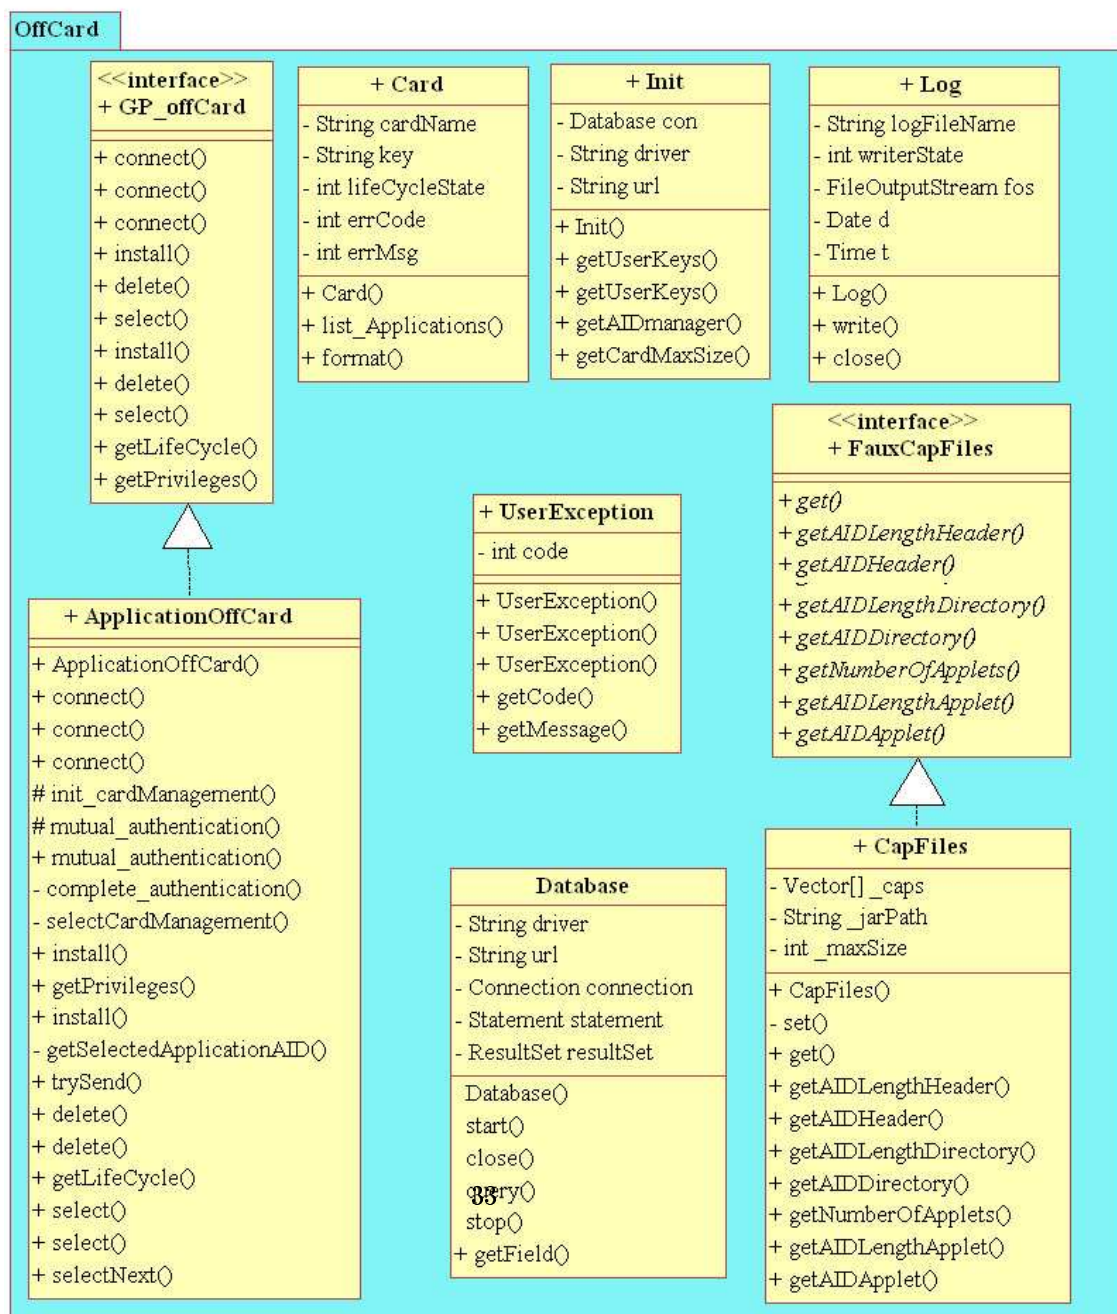 OffCard
<<interface>>
+ GP_offCard
+ connect()
+ connect()
+ connect()
+ install()
+ delete()
+ select()
+ install()
+ delete()
+ select()
+ getLifeCycle()
+ getPrivileges()
+ Card
- String cardName
- String key
- int lifeCycleState
- int errCode
- int errMsg
+ Card()
+ list_Applications()
+ format()
+ Init
- Database con
- String driver
- String url
+ Init()
+ getUserKeys()
+ getUserKeys()
+ getAIDmanager()
+ getCardMaxSize()
+ Log
- String logFileName
- int writerState
- FileOutputStream fos
- Date d
- Time t
+ Log()
+ write()
+ close()
<<interface>>
+ FauxCapFiles
+ get()
+ getAIDLengthHeader()
+ getAIDHeader()
+ getAIDLengthDirectory()
+ getAIDDirectory()
+ getNumberOfApplets()
+ getAIDLengthApplet()
+ getAIDApplet()
+ UserException
- int code
+ UserException()
+ UserException()
+ UserException()
+ getCode()
+ getMessage()
+ ApplicationOffCard
+ ApplicationOffCard()
+ connect()
+ connect()
+ connect()
# init_cardManagement()
# mutual_authentication()
+ mutual_authentication()
- complete_authentication()
- selectCardManagement()
+ install()
+ getPrivileges()
+ install()
- getSelectedApplicationAID()
+ trySend()
+ delete()
+ delete()
+ getLifeCycle()
+ select()
+ select()
+ selectNext()
Database
- String driver
- String url
- Connection connection
- Statement statement
- ResultSet resultSet
Database()
start()
close()
35
stop()
+ getField()
+ CapFiles
- Vector[] _caps
- String _jarPath
- int _maxSize
+ CapFiles()
- set()
+ get()
+ getAIDLengthHeader()
+ getAIDHeader()
+ getAIDLengthDirectory()
+ getAIDDirectory()
+ getNumberOfApplets()
+ getAIDLengthApplet()
+ getAIDApplet()